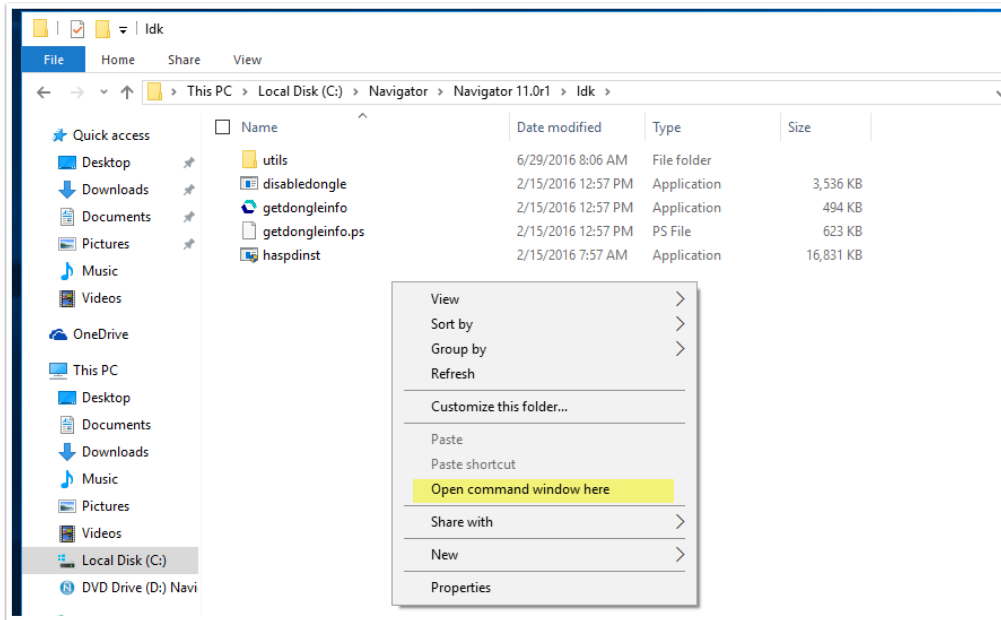 ldk
File Home Share View
This PC > Local Disk (C:) > Navigator > Navigator 11.0r1 > ldk >
Name Date modified Type Size
Quick access
Desktop
Downloads
Documents
Pictures
Music
Videos
OneDrive
This PC
Desktop
Documents
Downloads
Music
Pictures
Videos
Local Disk (C:)
DVD Drive (D:) Navi
utils 6/29/2016 8:06 AM File folder
disabledongle 2/15/2016 12:57 PM Application 3,536 KB
getdongleinfo 2/15/2016 12:57 PM Application 494 KB
getdongleinfo.ps 2/15/2016 12:57 PM PS File 623 KB
haspdinst 2/15/2016 7:57 AM Application 16,831 KB
View
Sort by
Group by
Refresh
Customize this folder...
Paste
Paste shortcut
Open command window here
Share with
New
Properties